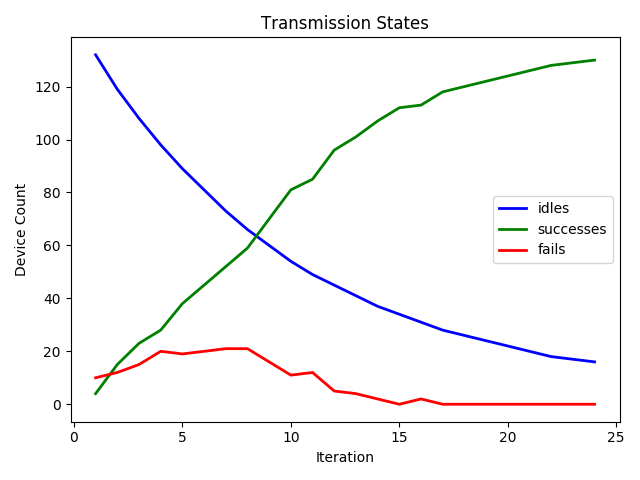 Transmission States
Device Count
120
100
80
60
40
20
0
idles
successes
fails
0 5 10 15 20 25
Iteration